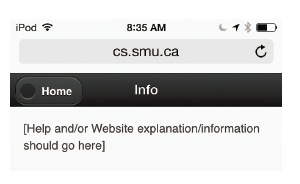 iPod 8:35 AM
cs.smu.ca
Home Info
[Help and/or Website explanation/information
should go here]